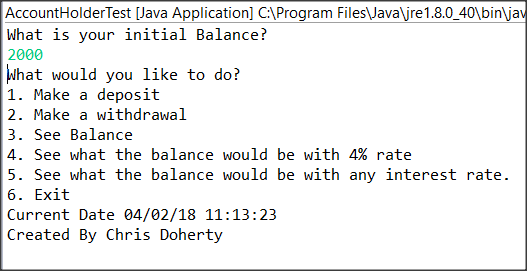 AccountHolderTest [Java Application] C:\Program Files\Java\jre1.8.0_40\bin\jav
What is your initial Balance?
2000
What would you like to do?
1. Make a deposit
2. Make a withdrawal
3. See Balance
4. See what the balance would be with 4% rate
5. See what the balance would be with any interest rate.
6. Exit
Current Date 04/02/18 11:13:23
Created By Chris Doherty